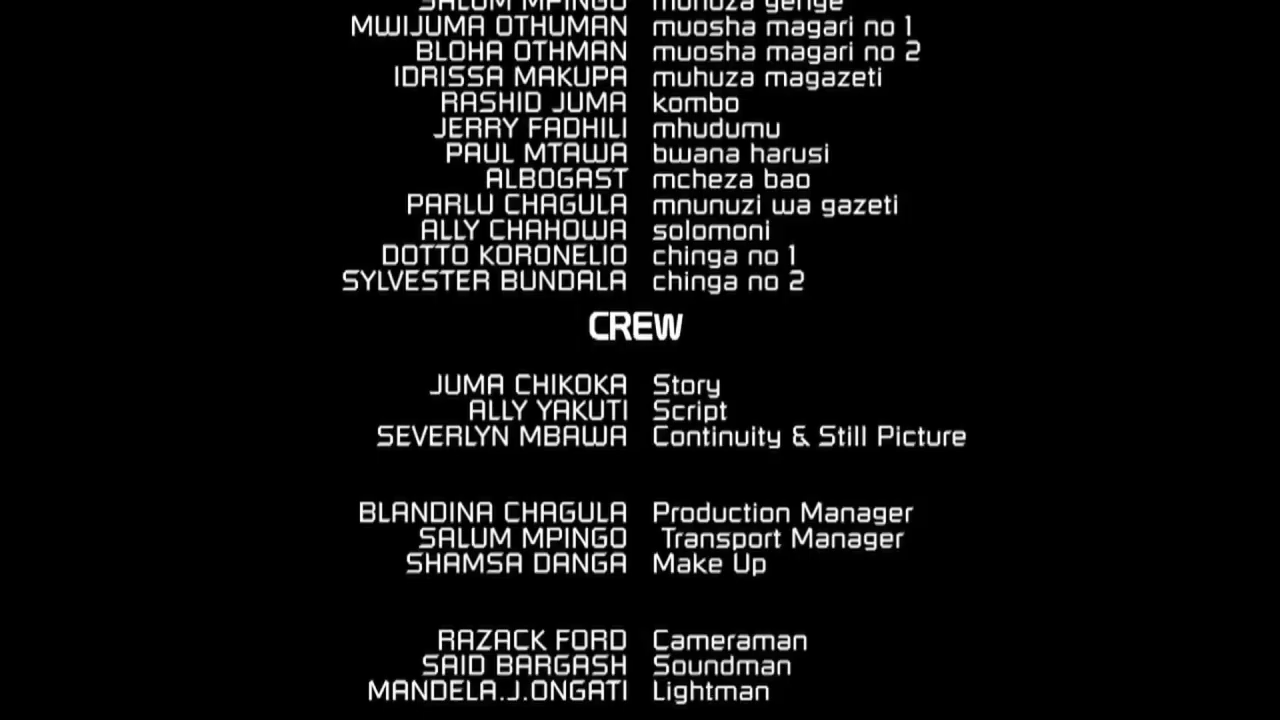 SALUM MPINGO muhuza genge
MWIJUMA OTHUMAN muosha magari no 1
BLOHA OTHMAN muosha magari no 2
IDRISSA MAKUPA muhuza magazeti
RASHID JUMA kombo
JERRY FADHILI mhudumu
PAUL MTAWA bwana harusi
ALBOGAST mcheza bao
PARLU CHAGULA mnunuzi wa gazeti
ALLY CHAHOWA solomoni
DOTTO KORONELIO chinga no 1
SYLVESTER BUNDALA chinga no 2
CREW
JUMA CHIKOKA Story
ALLY YAKUTI Script
SEVERLYN MBAWA Continuity & Still Picture
BLANDINA CHAGULA Production Manager
SALUM MPINGO Transport Manager
SHAMSA DANGA Make Up
RAZACK FORD Cameraman
SAID BARGASH Soundman
MANDELA.J.ONGATI Lightman